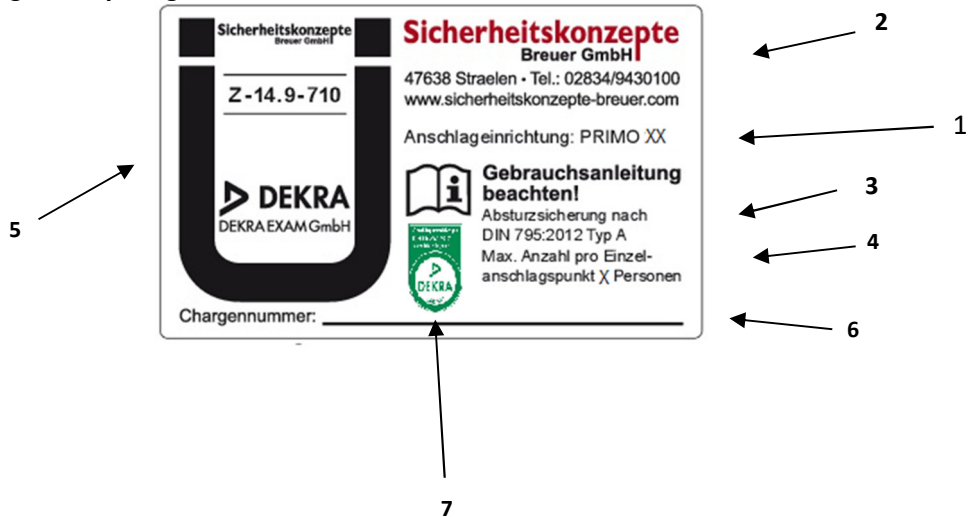 Sicherheitskonzepte
Breuer GmbH
Z-14.9-710
DEKRA
DEKRA EXAM GmbH
Sicherheitskonzepte
Breuer GmbH
47638 Straelen · Tel.: 02834/9430100
www.sicherheitskonzepte-breuer.com
Anschlageinrichtung: PRIMO XX
Gebrauchsanleitung
beachten!
Absturzsicherung nach
DIN 795:2012 Typ A
Max. Anzahl pro Einzel-
anschlagspunkt X Personen
DEKRA
Chargennummer:
2
1
3
4
5
6
7